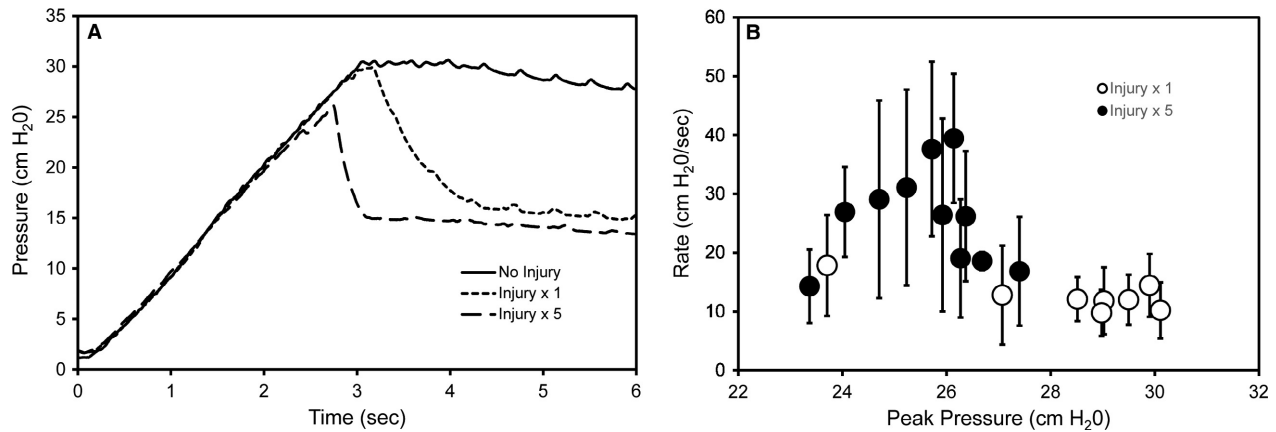 A
35
30
25
20
15
10
5
0
Pressure (cm H₂0)
No Injury
Injury x 1
Injury x 5
0 1 2 3 4 5 6
Time (sec)
B
60
50
40
30
20
10
0
Rate (cm H₂0/sec)
Injury x 1
Injury x 5
22 24 26 28 30 32
Peak Pressure (cm H₂0)